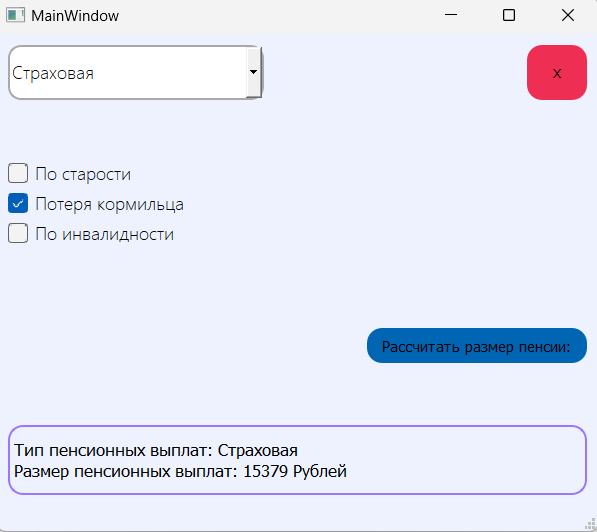 MainWindow
Страховая
x
По старости
Потеря кормильца
По инвалидности
Рассчитать размер пенсии:
Тип пенсионных выплат: Страховая
Размер пенсионных выплат: 15379 Рублей